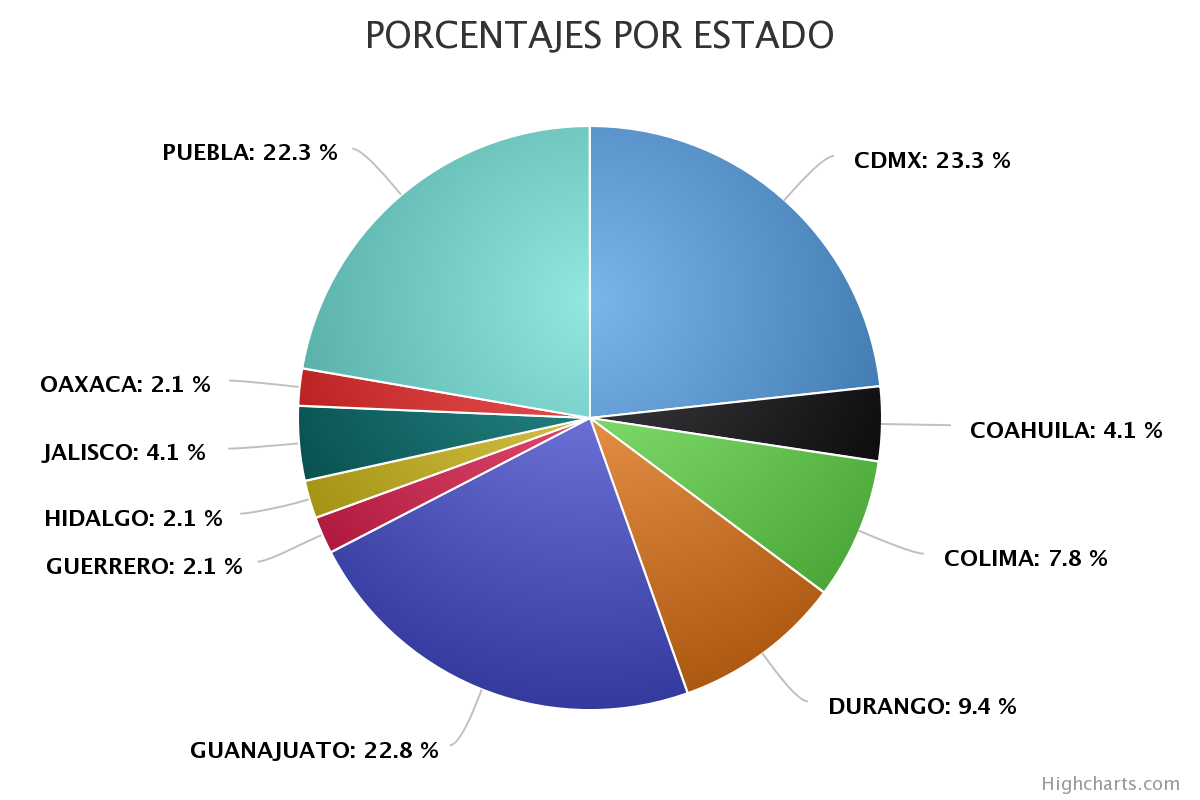 PORCENTAJES POR ESTADO
PUEBLA: 22.3 %
CDMX: 23.3 %
OAXACA: 2.1 %
COAHUILA: 4.1 %
JALISCO: 4.1 %
HIDALGO: 2.1 %
COLIMA: 7.8 %
GUERRERO: 2.1 %
DURANGO: 9.4 %
GUANAJUATO: 22.8 %
Highcharts.com